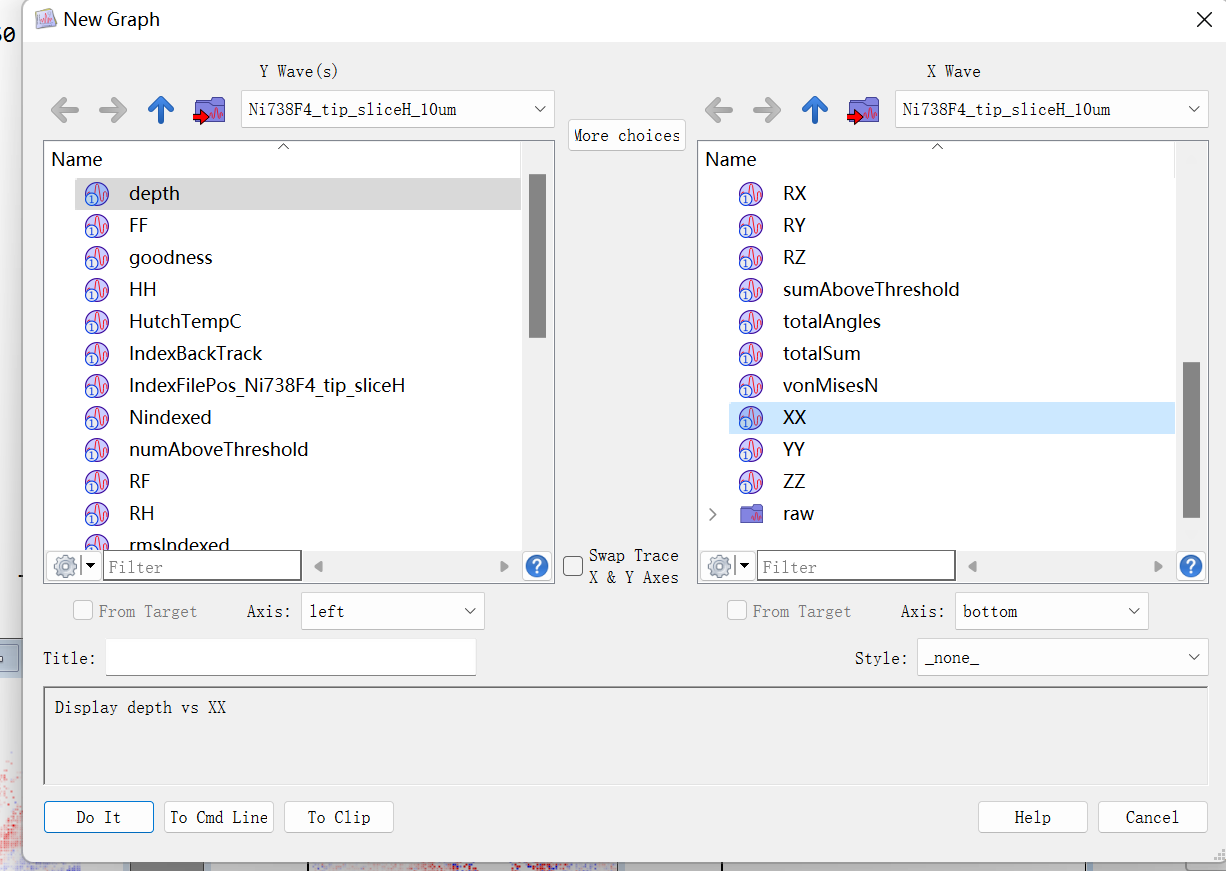 New Graph
Y Wave(s)
X Wave
Ni738F4_tip_sliceH_10um
Ni738F4_tip_sliceH_10um
More choices
Name
depth
FF
goodness
HH
HutchTempC
IndexBackTrack
IndexFilePos_Ni738F4_tip_sliceH
Nindexed
numAboveThreshold
RF
RH
rmsIndexed
Filter
Name
RX
RY
RZ
sumAboveThreshold
totalAngles
totalSum
vonMisesN
XX
YY
ZZ
raw
Filter
Swap Trace
X & Y Axes
From Target
Axis:
left
From Target
Axis:
bottom
Title:
Style:
_none_
Display depth vs XX
Do It
To Cmd Line
To Clip
Help
Cancel